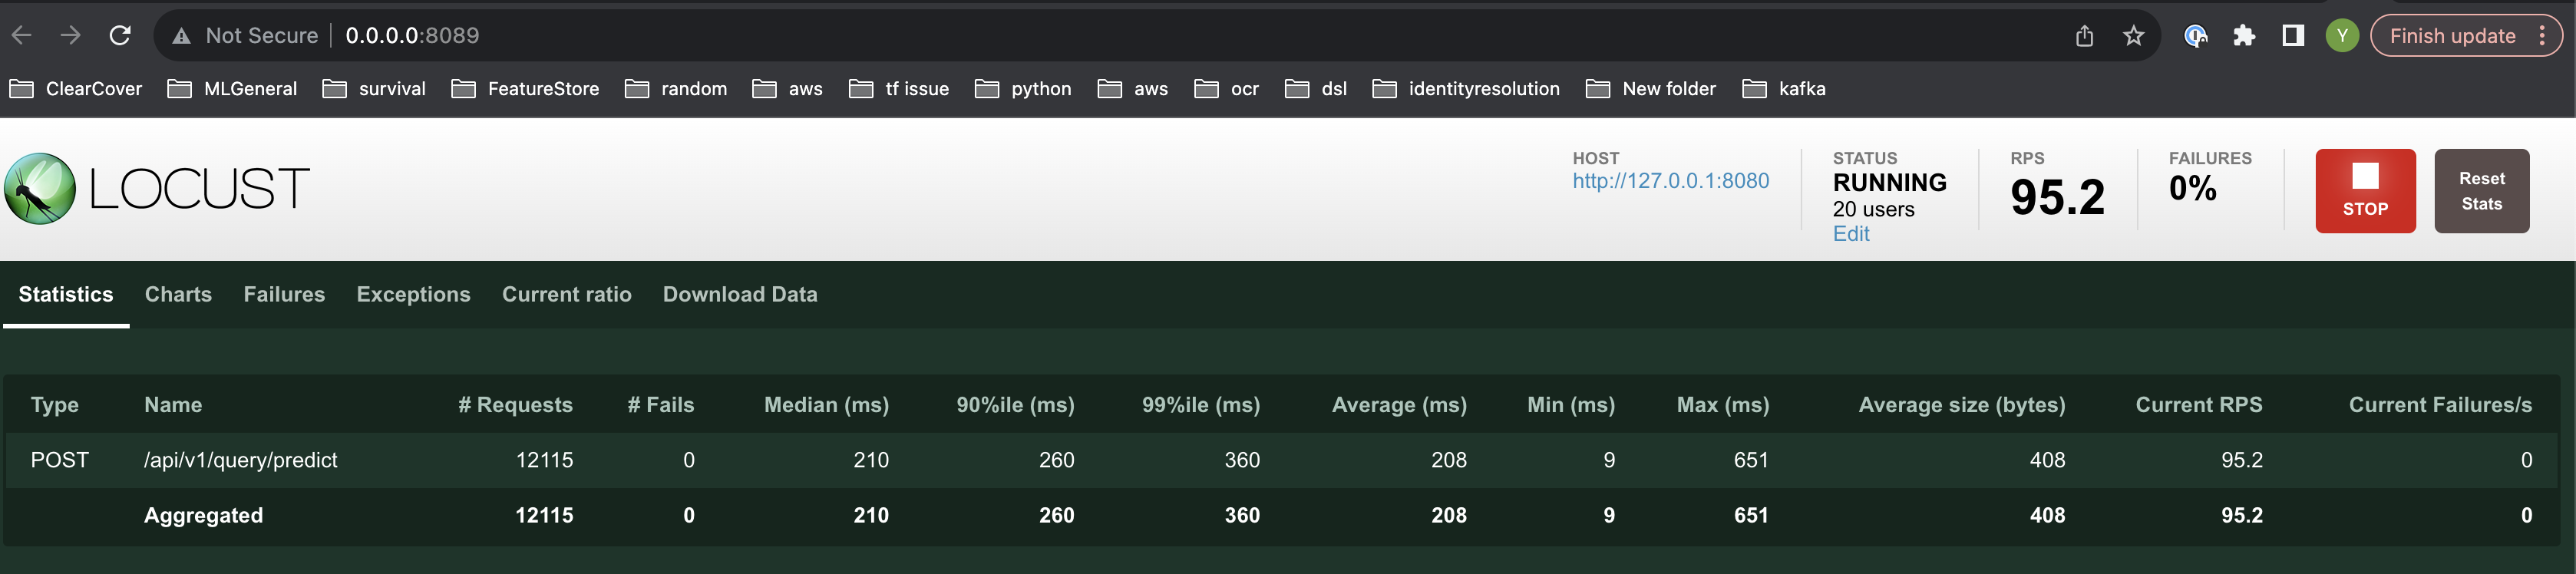 Not Secure | 0.0.0.0:8089 Y Finish update
ClearCover MLGeneral survival FeatureStore random aws tf issue python aws ocr dsl identityresolution New folder kafka
LOCUST
HOST
http://127.0.0.1:8080
STATUS
RUNNING
20 users
Edit
RPS
95.2
FAILURES
0%
STOP
Reset
Stats
Statistics Charts Failures Exceptions Current ratio Download Data
Type Name # Requests # Fails Median (ms) 90%ile (ms) 99%ile (ms) Average (ms) Min (ms) Max (ms) Average size (bytes) Current RPS Current Failures/s
POST /api/v1/query/predict 12115 0 210 260 360 208 9 651 408 95.2 0
Aggregated 12115 0 210 260 360 208 9 651 408 95.2 0